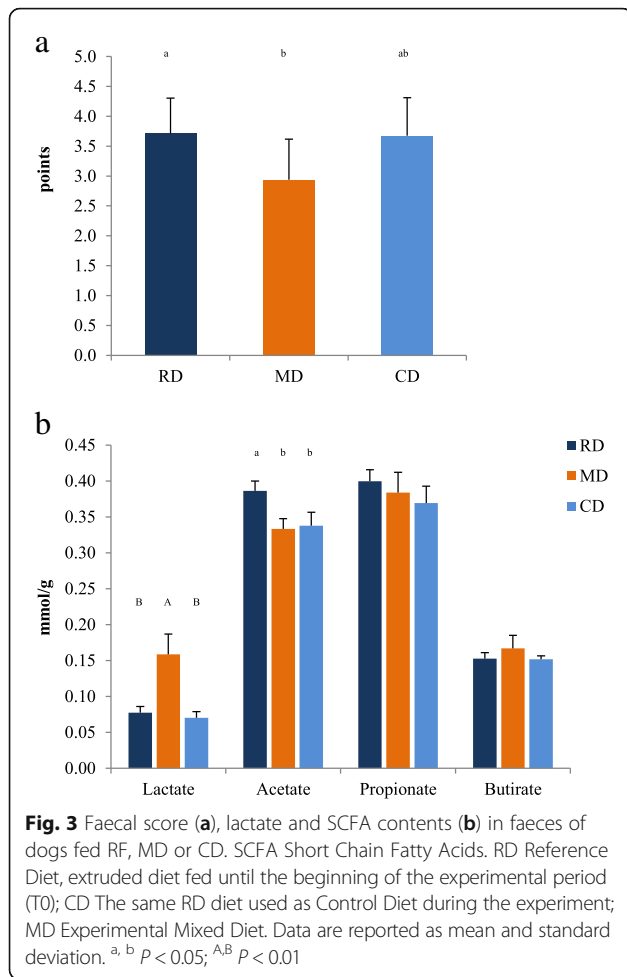 a
a b ab
5.0
4.5
4.0
3.5
3.0
2.5
2.0
1.5
1.0
0.5
0.0
points
RD MD CD
b
0.45
0.40
0.35
0.30
0.25
0.20
0.15
0.10
0.05
0.00
mmol/g
RD
MD
CD
a b b
B A B
Lactate Acetate Propionate Butirate
Fig. 3 Faecal score (a), lactate and SCFA contents (b) in faeces of
dogs fed RF, MD or CD. SCFA Short Chain Fatty Acids. RD Reference
Diet, extruded diet fed until the beginning of the experimental period
(T0); CD The same RD diet used as Control Diet during the experiment;
MD Experimental Mixed Diet. Data are reported as mean and standard
deviation. a, b P < 0.05; A,B P < 0.01